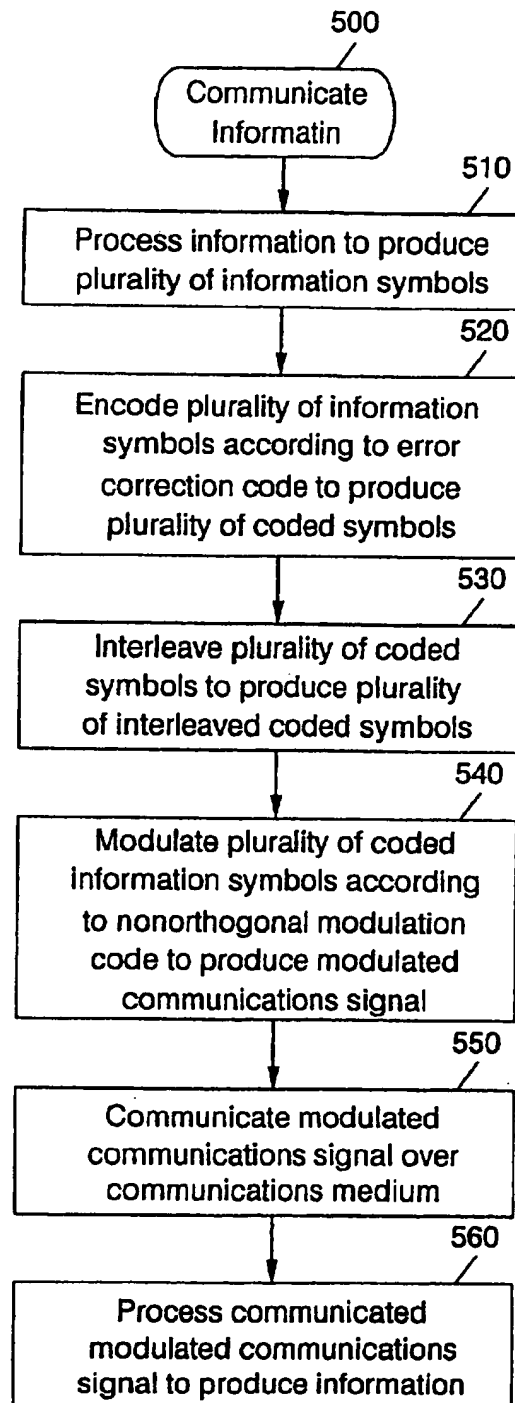 500
Communicate
Informatin
510
Process information to produce
plurality of information symbols
520
Encode plurality of information
symbols according to error
correction code to produce
plurality of coded symbols
530
Interleave plurality of coded
symbols to produce plurality
of interleaved coded symbols
540
Modulate plurality of coded
information symbols according
to nonorthogonal modulation
code to produce modulated
communications signal
550
Communicate modulated
communications signal over
communications medium
560
Process communicated
modulated communications
signal to produce information